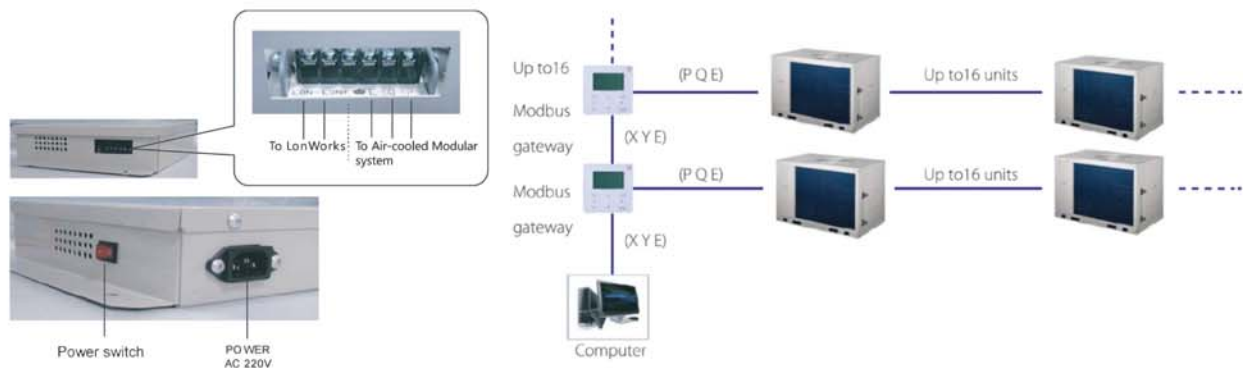 To LonWorks
To Air-cooled Modular
system
Power switch
POWER
AC 220V
Up to16
Modbus
gateway
Modbus
gateway
(P Q E)
Up to16 units
(X Y E)
(P Q E)
Up to16 units
(X Y E)
Computer